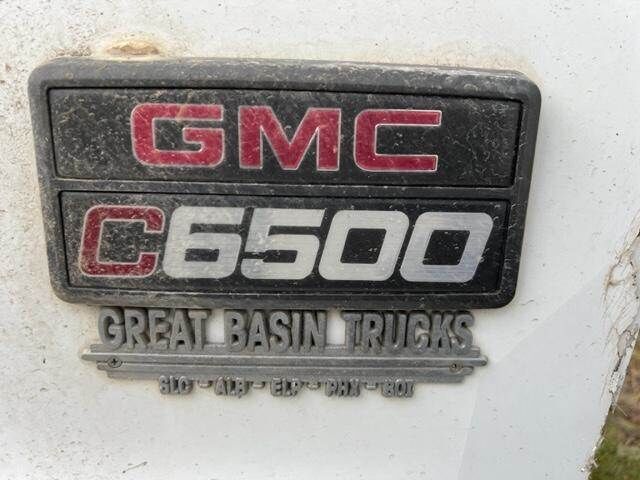 GMC
C6500
GREAT BASIN TRUCKS
SLC - ALB - ELP - PHX - BOI